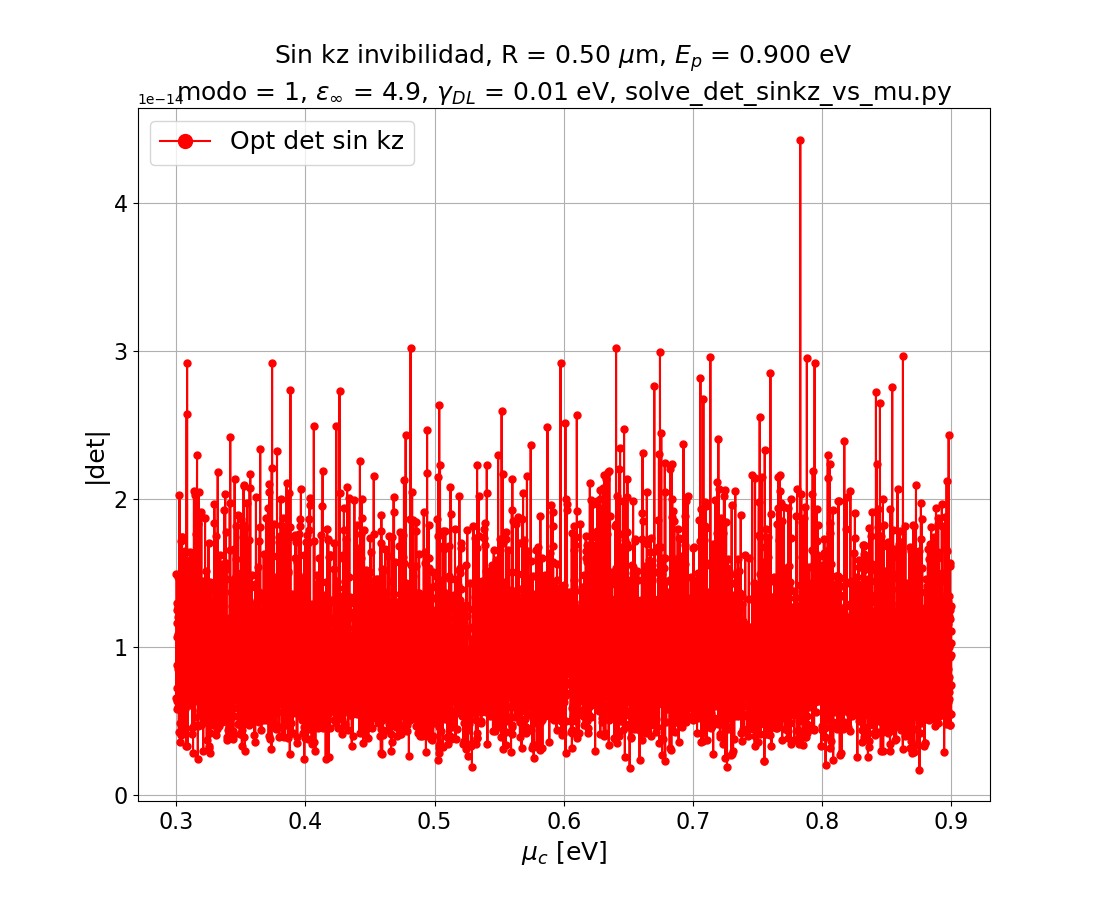 Sin kz invibilidad, R = 0.50 μm, E_p = 0.900 eV
modo = 1, ε_∞ = 4.9, γ_DL = 0.01 eV, solve_det_sinkz_vs_mu.py
1e−14
Opt det sin kz
4
3
2
1
0
|det|
0.3 0.4 0.5 0.6 0.7 0.8 0.9
μ_c [eV]